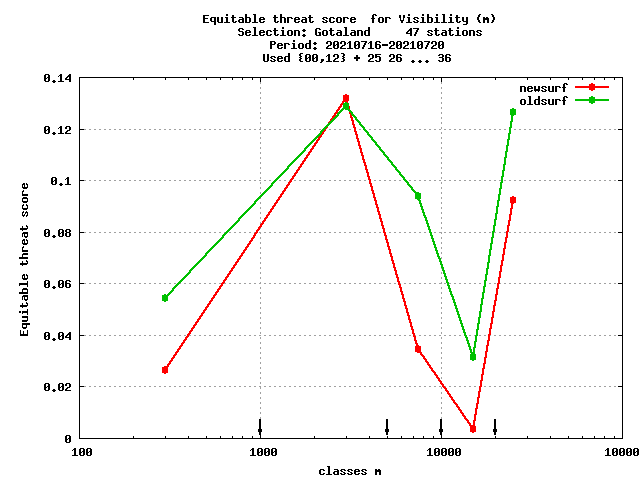 Equitable threat score  for Visibility (m)
Selection: Gotaland     47 stations
Period: 20210716-20210720
Used {00,12} + 25 26 ... 36
newsurf
oldsurf
0.14
0.12
0.1
0.08
0.06
0.04
0.02
0
Equitable threat score
100 1000 10000 10000
classes m